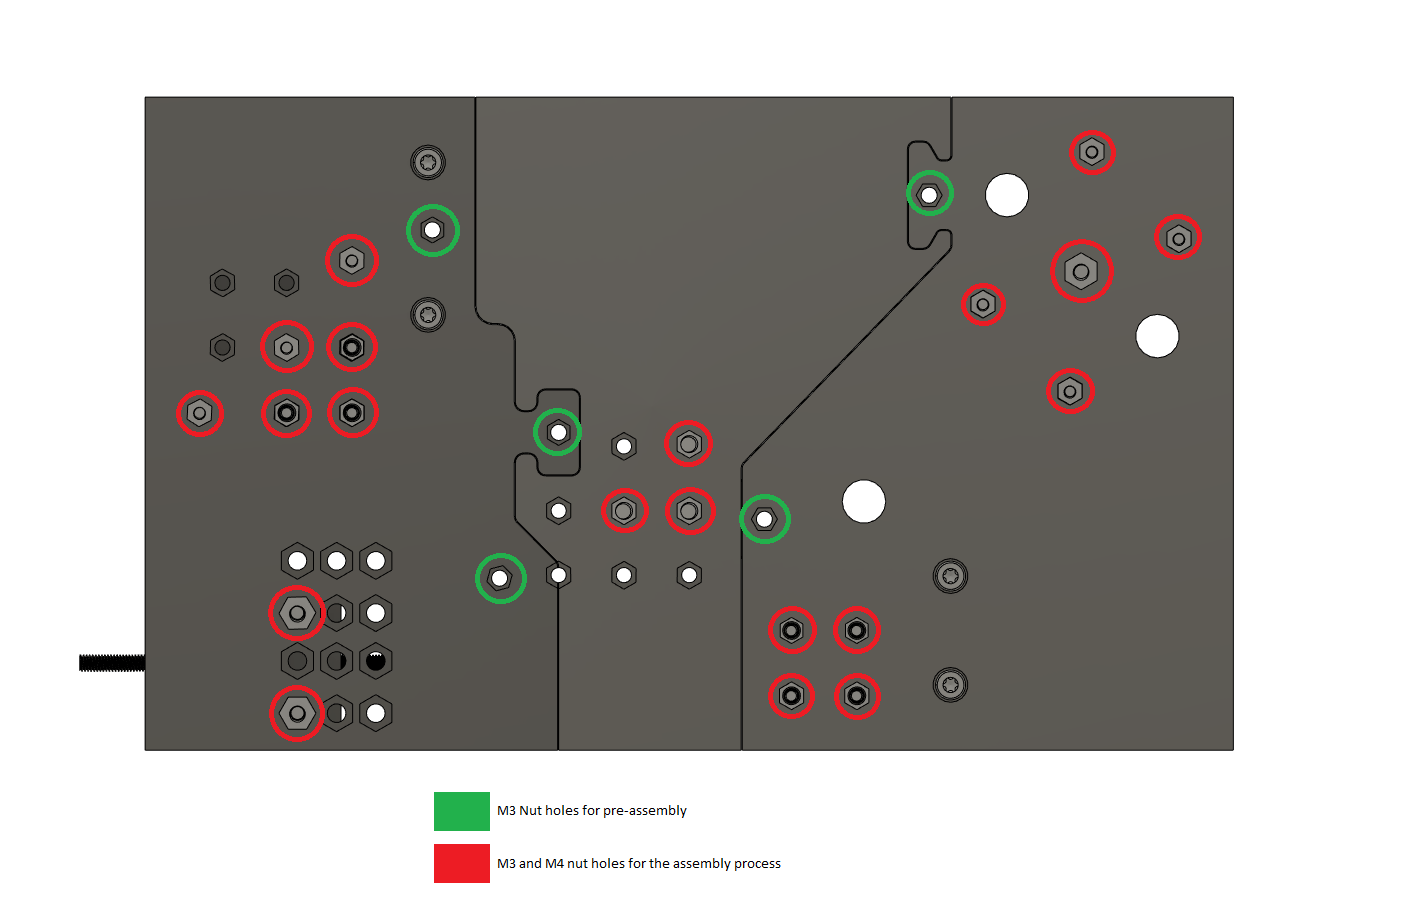 M3 Nut holes for pre-assembly
M3 and M4 nut holes for the assembly process